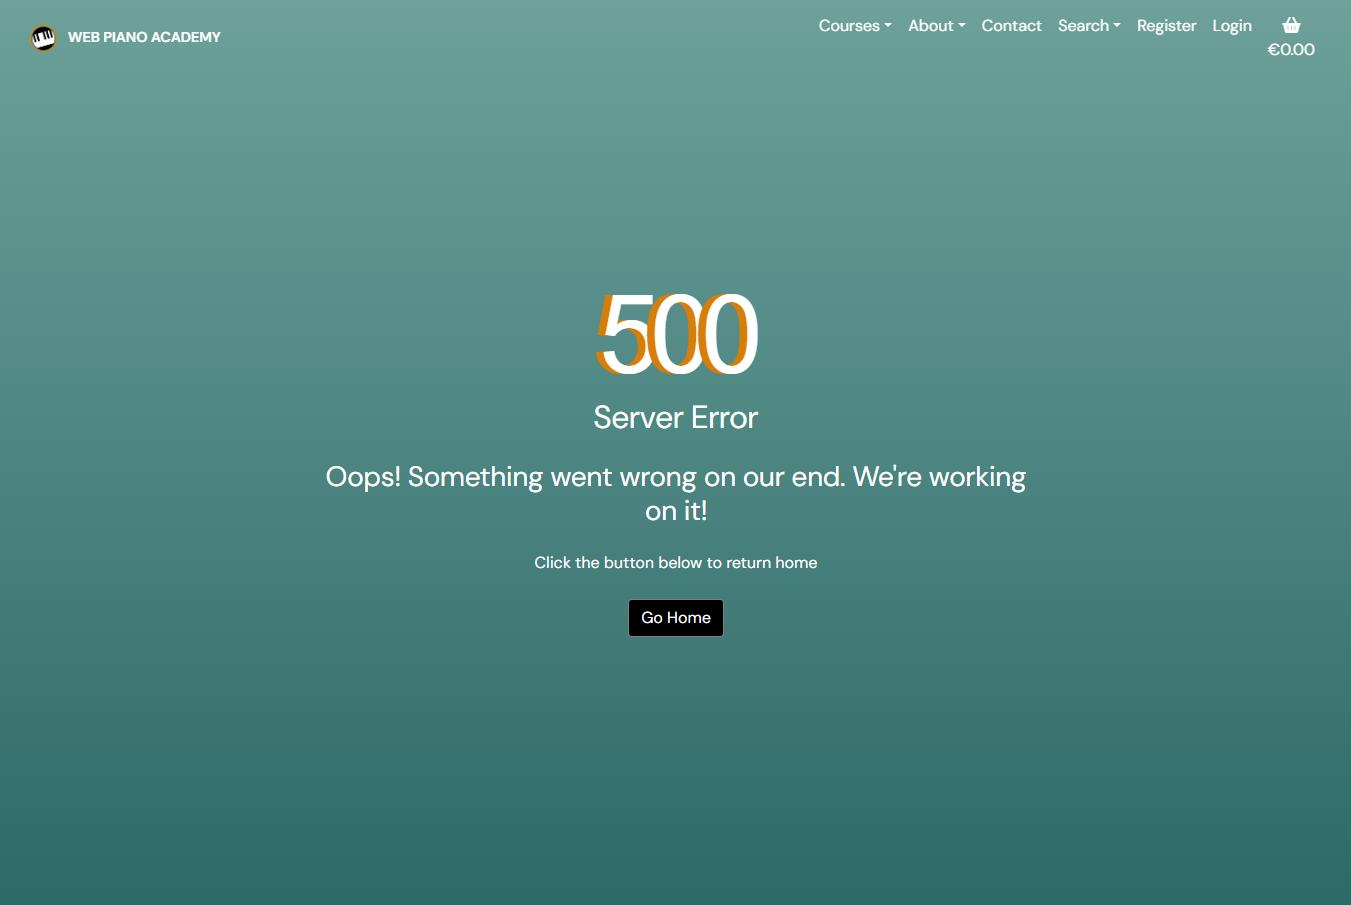 WEB PIANO ACADEMY
Courses About Contact Search Register Login
€0.00
500
Server Error
Oops! Something went wrong on our end. We're working
on it!
Click the button below to return home
Go Home